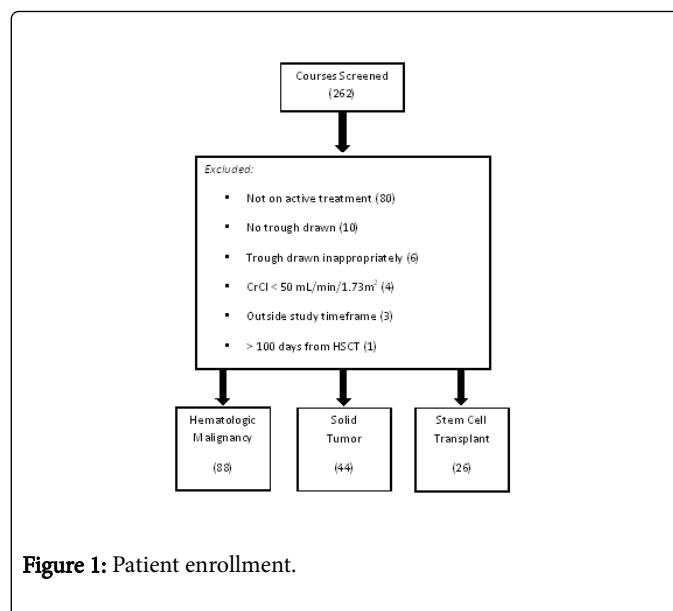 Courses Screened
(262)
Excluded:
▪ Not on active treatment (80)
▪ No trough drawn (10)
▪ Trough drawn inappropriately (6)
▪ CrCl < 50 mL/min/1.73m²  (4)
▪ Outside study timeframe (3)
▪ > 100 days from HSCT (1)
Hematologic
Malignancy
(88)
Solid
Tumor
(44)
Stem Cell
Transplant
(26)
Figure 1: Patient enrollment.